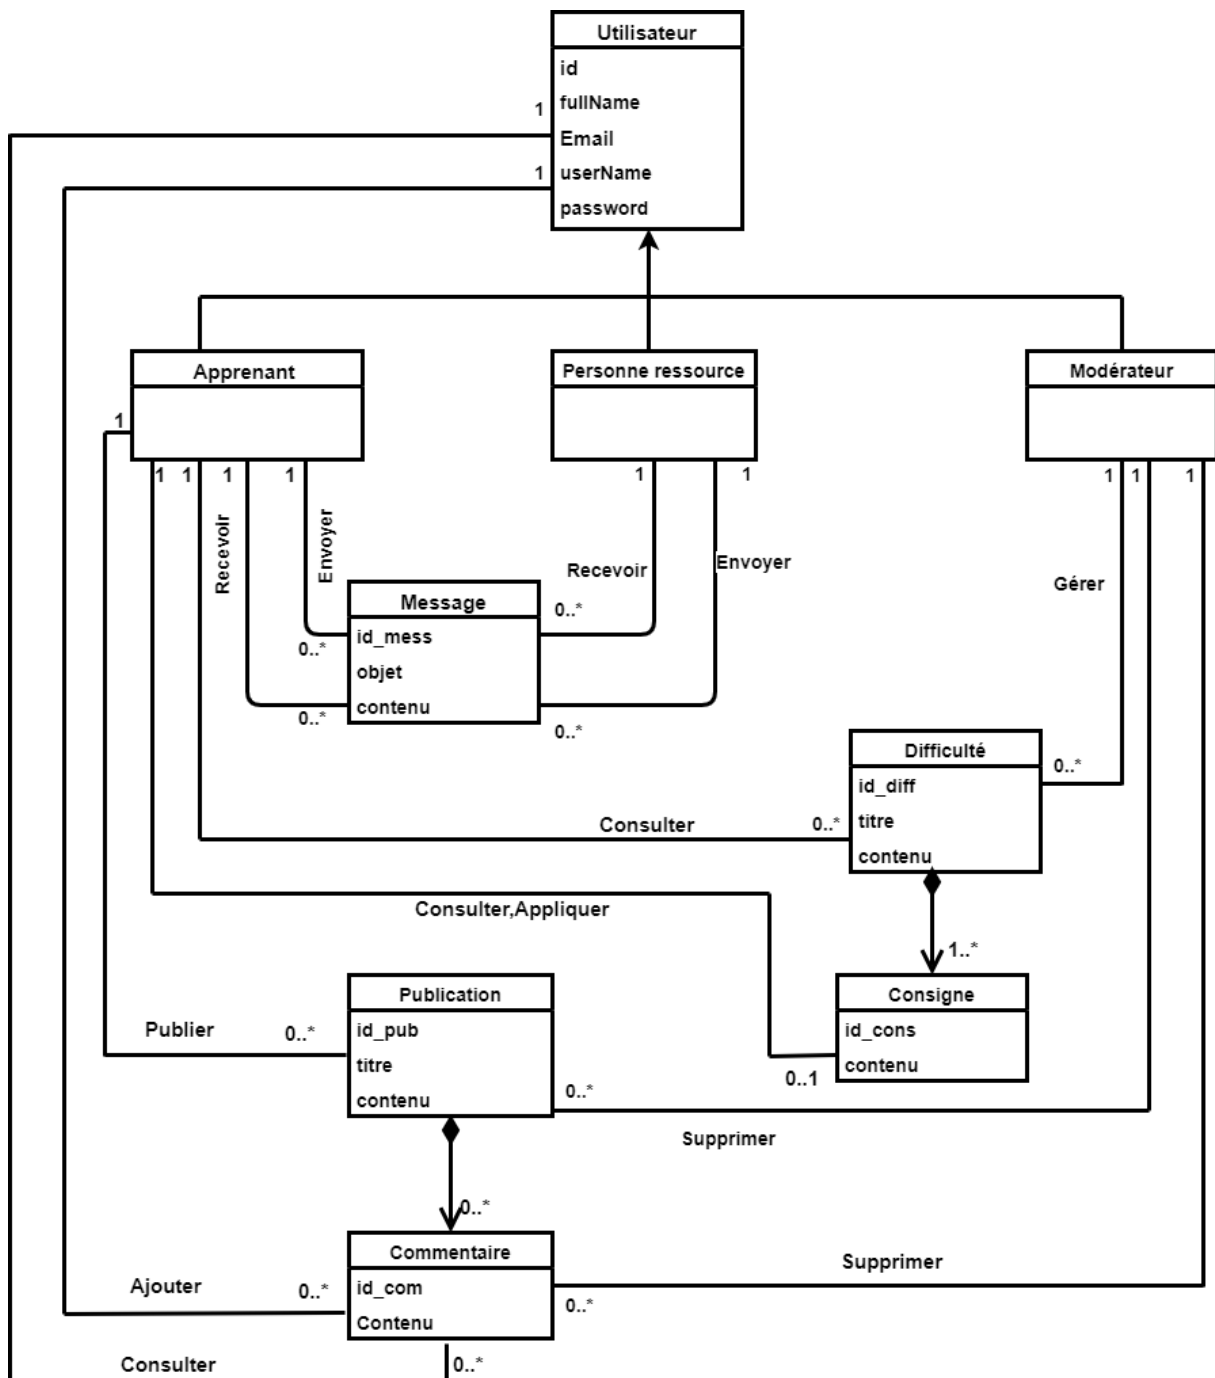 Utilisateur
id
fullName
1
Email
1
userName
password
Apprenant
Personne ressource
Modérateur
1
1
1
1
1
1
1
1
1
1
Recevoir
Envoyer
Recevoir
Envoyer
Gérer
Message
id_mess
objet
contenu
0..*
0..*
0..*
0..*
Difficulté
id_diff
titre
contenu
0..*
Consulter
0..*
Consulter,Appliquer
1..*
Publication
id_pub
titre
contenu
Publier
0..*
Consigne
id_cons
contenu
0..1
0..*
Supprimer
0..*
Commentaire
id_com
Contenu
Ajouter
0..*
Supprimer
0..*
Consulter
0..*